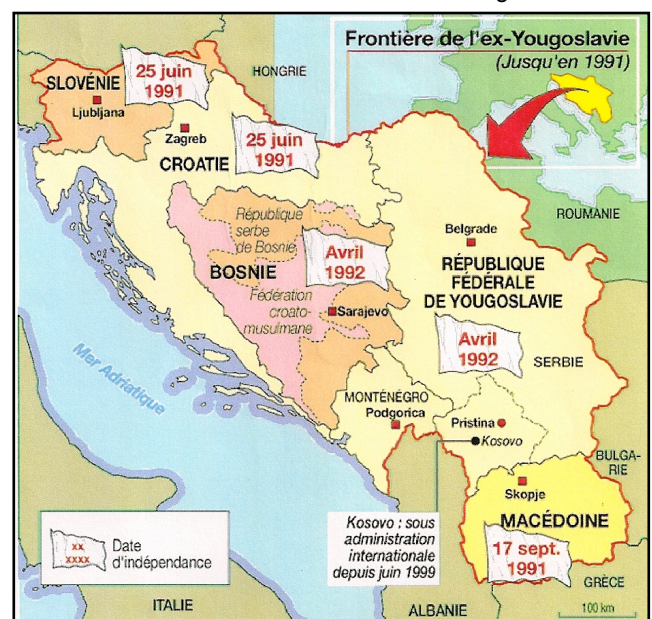 Frontière de l'ex-Yougoslavie
(Jusqu'en 1991)
SLOVÉNIE
25 juin
1991
Ljubljana
HONGRIE
Zagreb
CROATIE
25 juin
1991
ROUMANIE
République
serbe
de Bosnie
BOSNIE
Avril
1992
Fédération
croato-
musulmane
Sarajevo
Belgrade
RÉPUBLIQUE
FÉDÉRALE
DE YOUGOSLAVIE
Avril
1992
SERBIE
Mer Adriatique
MONTÉNÉGRO
Podgorica
Pristina
Kosovo
BULGA-
RIE
Skopje
MACÉDOINE
17 sept.
1991
Kosovo : sous
administration
internationale
depuis juin 1999
xx
xxxx
Date
d'indépendance
ITALIE
ALBANIE
GRÈCE
100 km